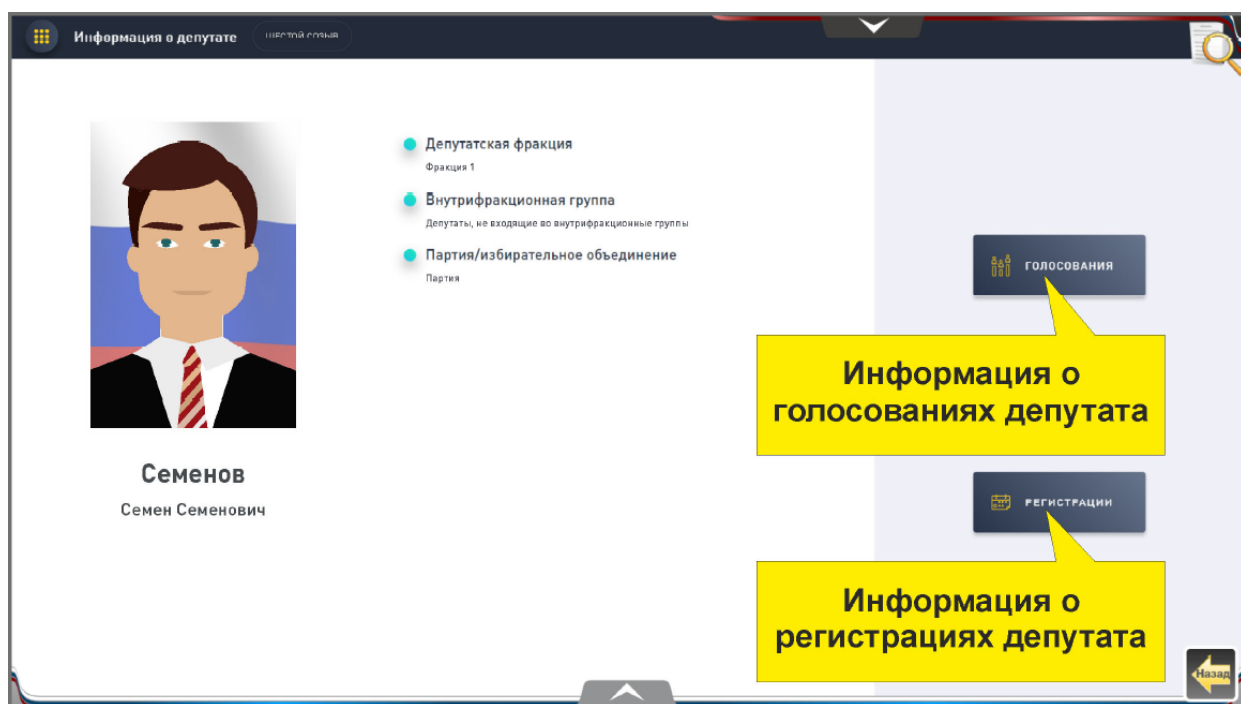 Информация о депутате
ШЕСТОЙ СОЗЫВ
Семенов
Семен Семенович
Депутатская фракция
Фракция 1
Внутрифракционная группа
Депутаты, не входящие во внутрифракционные группы
Партия/избирательное объединение
Партия
ГОЛОСОВАНИЯ
Информация о
голосованиях депутата
РЕГИСТРАЦИИ
Информация о
регистрациях депутата
Назад